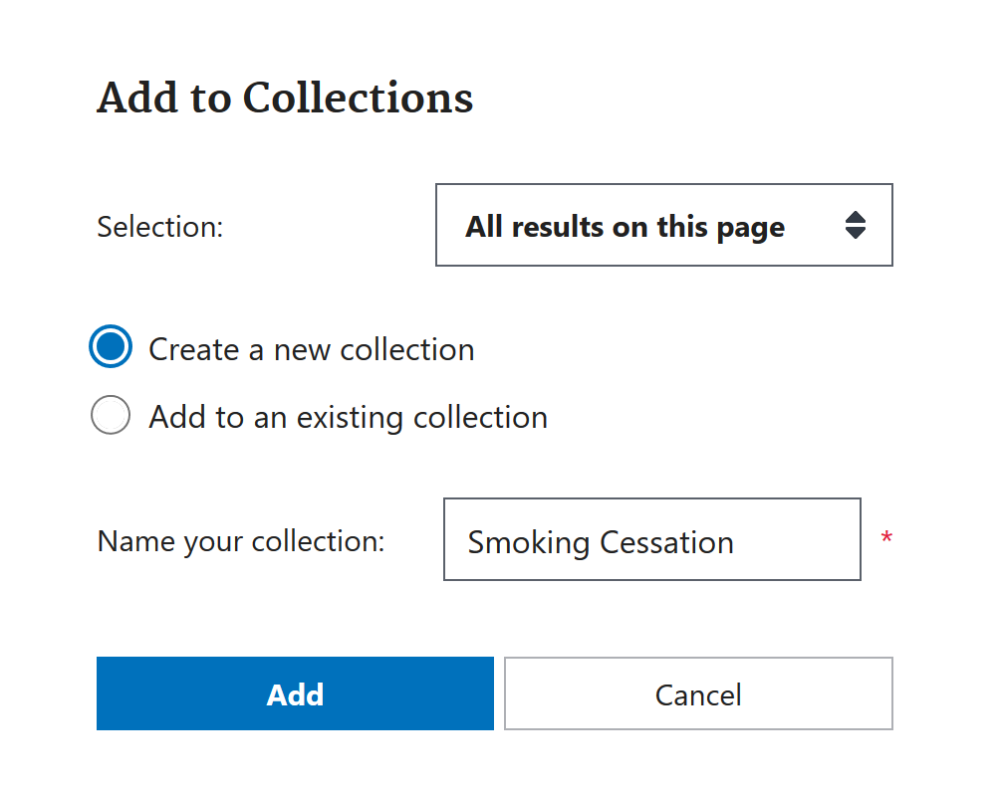 Add to Collections
Selection:
All results on this page
Create a new collection
Add to an existing collection
Name your collection:
Smoking Cessation
*
Add
Cancel